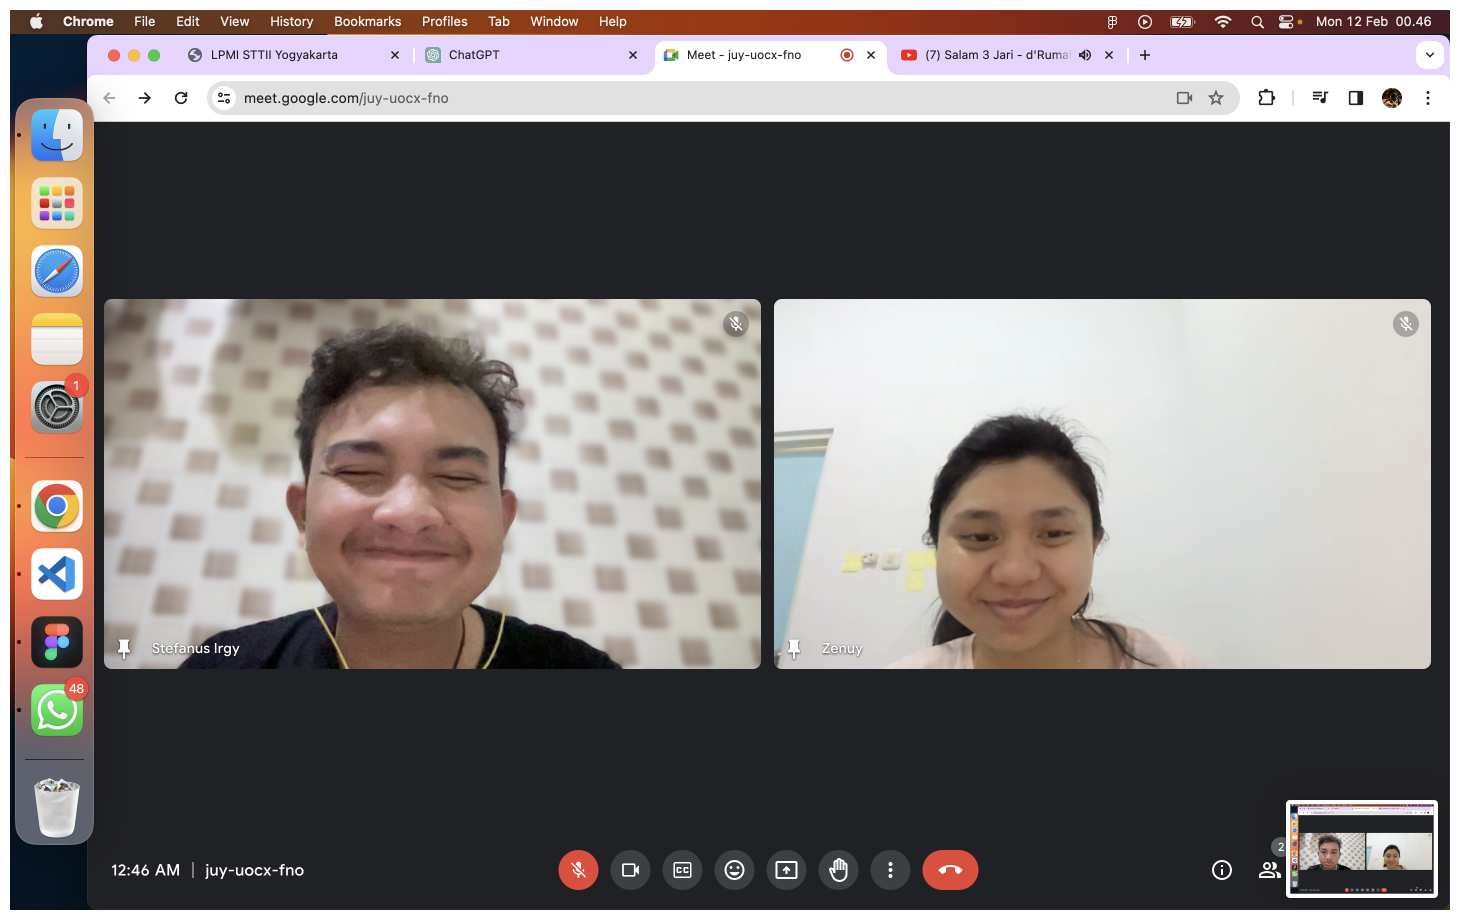 Chrome File Edit View History Bookmarks Profiles Tab Window Help Mon 12 Feb 00.46
LPMI STTII Yogyakarta ChatGPT Meet - juy-uocx-fno (7) Salam 3 Jari - d'Ruma
meet.google.com/juy-uocx-fno
1
48
Stefanus Irgy
Zenuy
12:46 AM | juy-uocx-fno
CC
2